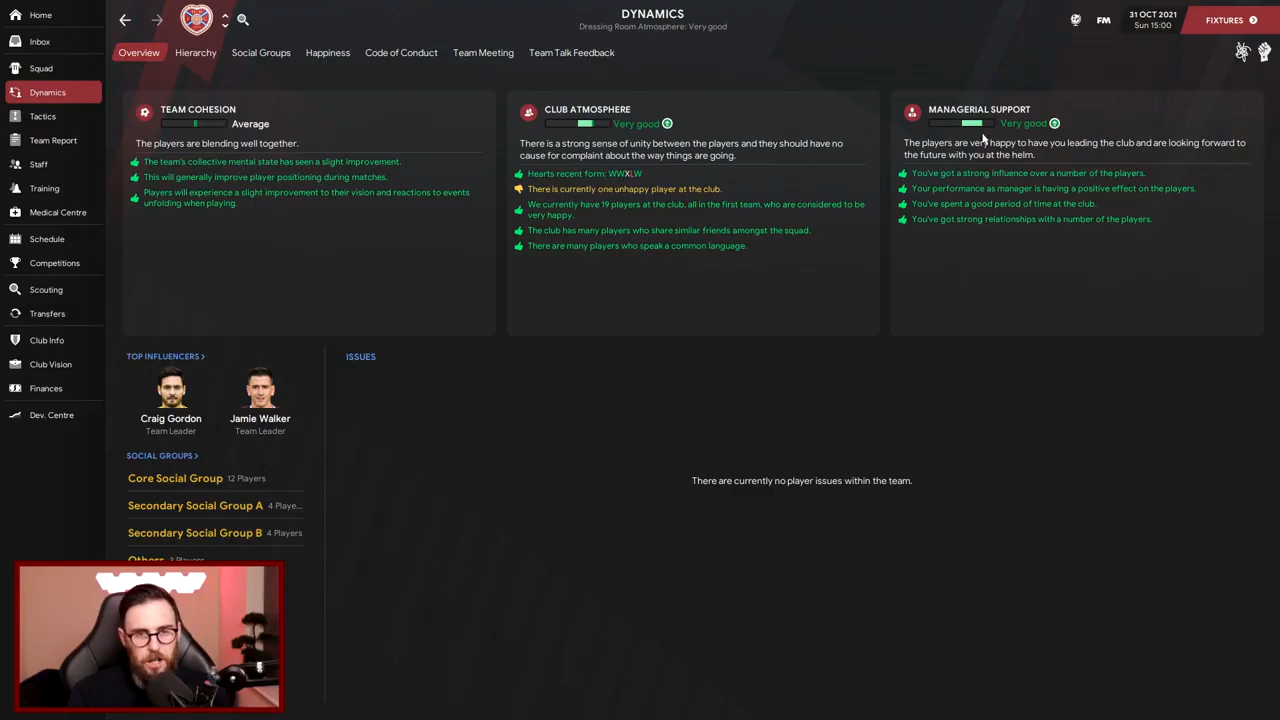 Home
Inbox
Squad
Dynamics
Tactics
Team Report
Staff
Training
Medical Centre
Schedule
Competitions
Scouting
Transfers
Club Info
Club Vision
Finances
Dev. Centre
DYNAMICS
Dressing Room Atmosphere: Very good
FM
31 OCT 2021
Sun 15:00
FIXTURES
Overview
Hierarchy
Social Groups
Happiness
Code of Conduct
Team Meeting
Team Talk Feedback
TEAM COHESION
Average
The players are blending well together.
The team's collective mental state has seen a slight improvement.
This will generally improve player positioning during matches.
Players will experience a slight improvement to their vision and reactions to events
unfolding when playing.
CLUB ATMOSPHERE
Very good
There is a strong sense of unity between the players and they should have no
cause for complaint about the way things are going.
Hearts recent form: WWXLW
There is currently one unhappy player at the club.
We currently have 19 players at the club, all in the first team, who are considered to be
very happy.
The club has many players who share similar friends amongst the squad.
There are many players who speak a common language.
MANAGERIAL SUPPORT
Very good
The players are very happy to have you leading the club and are looking forward to
the future with you at the helm.
You've got a strong influence over a number of the players.
Your performance as manager is having a positive effect on the players.
You've spent a good period of time at the club.
You've got strong relationships with a number of the players.
TOP INFLUENCERS >
Craig Gordon
Team Leader
Jamie Walker
Team Leader
SOCIAL GROUPS >
Core Social Group 12 Players
Secondary Social Group A 4 Playe...
Secondary Social Group B 4 Players
Others 3 Players
ISSUES
There are currently no player issues within the team.